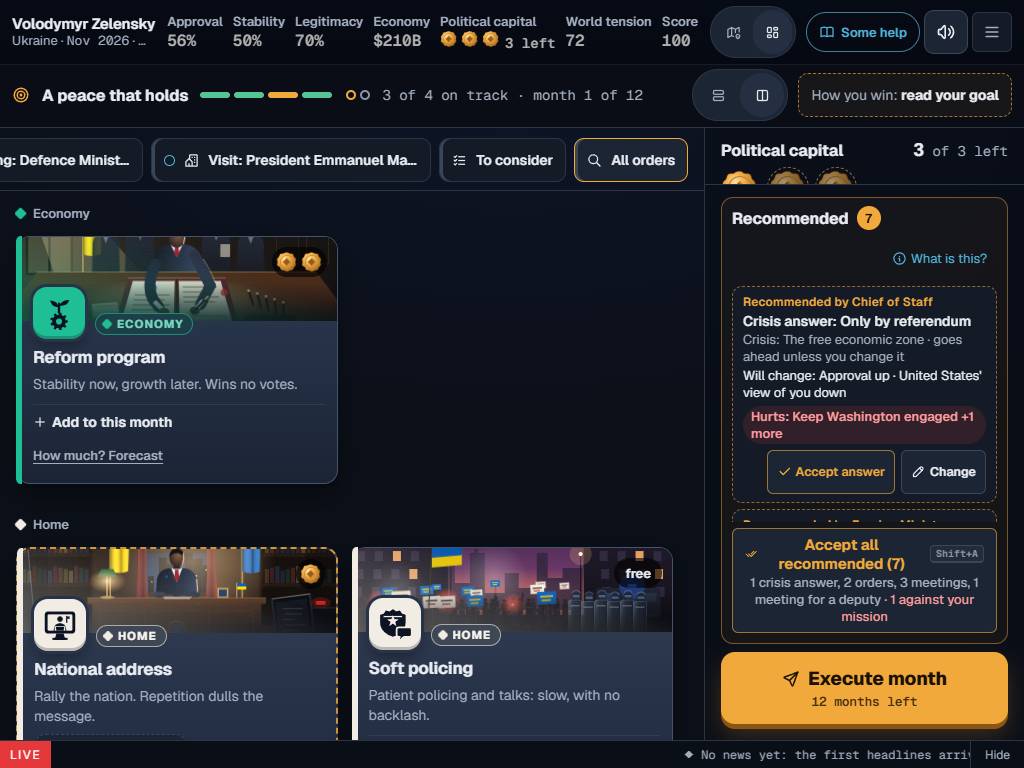 Volodymyr Zelensky
Ukraine · Nov 2026 · …
Approval
56%
Stability
50%
Legitimacy
70%
Economy
$210B
Political capital
3 left
World tension
72
Score
100
Some help
A peace that holds
3 of 4 on track · month 1 of 12
How you win: read your goal
ng: Defence Minist…
Visit: President Emmanuel Ma…
To consider
All orders
Political capital
3 of 3 left
Economy
ECONOMY
Reform program
Stability now, growth later. Wins no votes.
+ Add to this month
How much? Forecast
Home
HOME
National address
Rally the nation. Repetition dulls the
message.
free
HOME
Soft policing
Patient policing and talks: slow, with no
backlash.
Recommended 7
What is this?
Recommended by Chief of Staff
Crisis answer: Only by referendum
Crisis: The free economic zone · goes
ahead unless you change it
Will change: Approval up · United States'
view of you down
Hurts: Keep Washington engaged +1
more
Accept answer
Change
Accept all
recommended (7)
Shift+A
1 crisis answer, 2 orders, 3 meetings, 1
meeting for a deputy · 1 against your
mission
Execute month
12 months left
LIVE
No news yet: the first headlines arriv
Hide